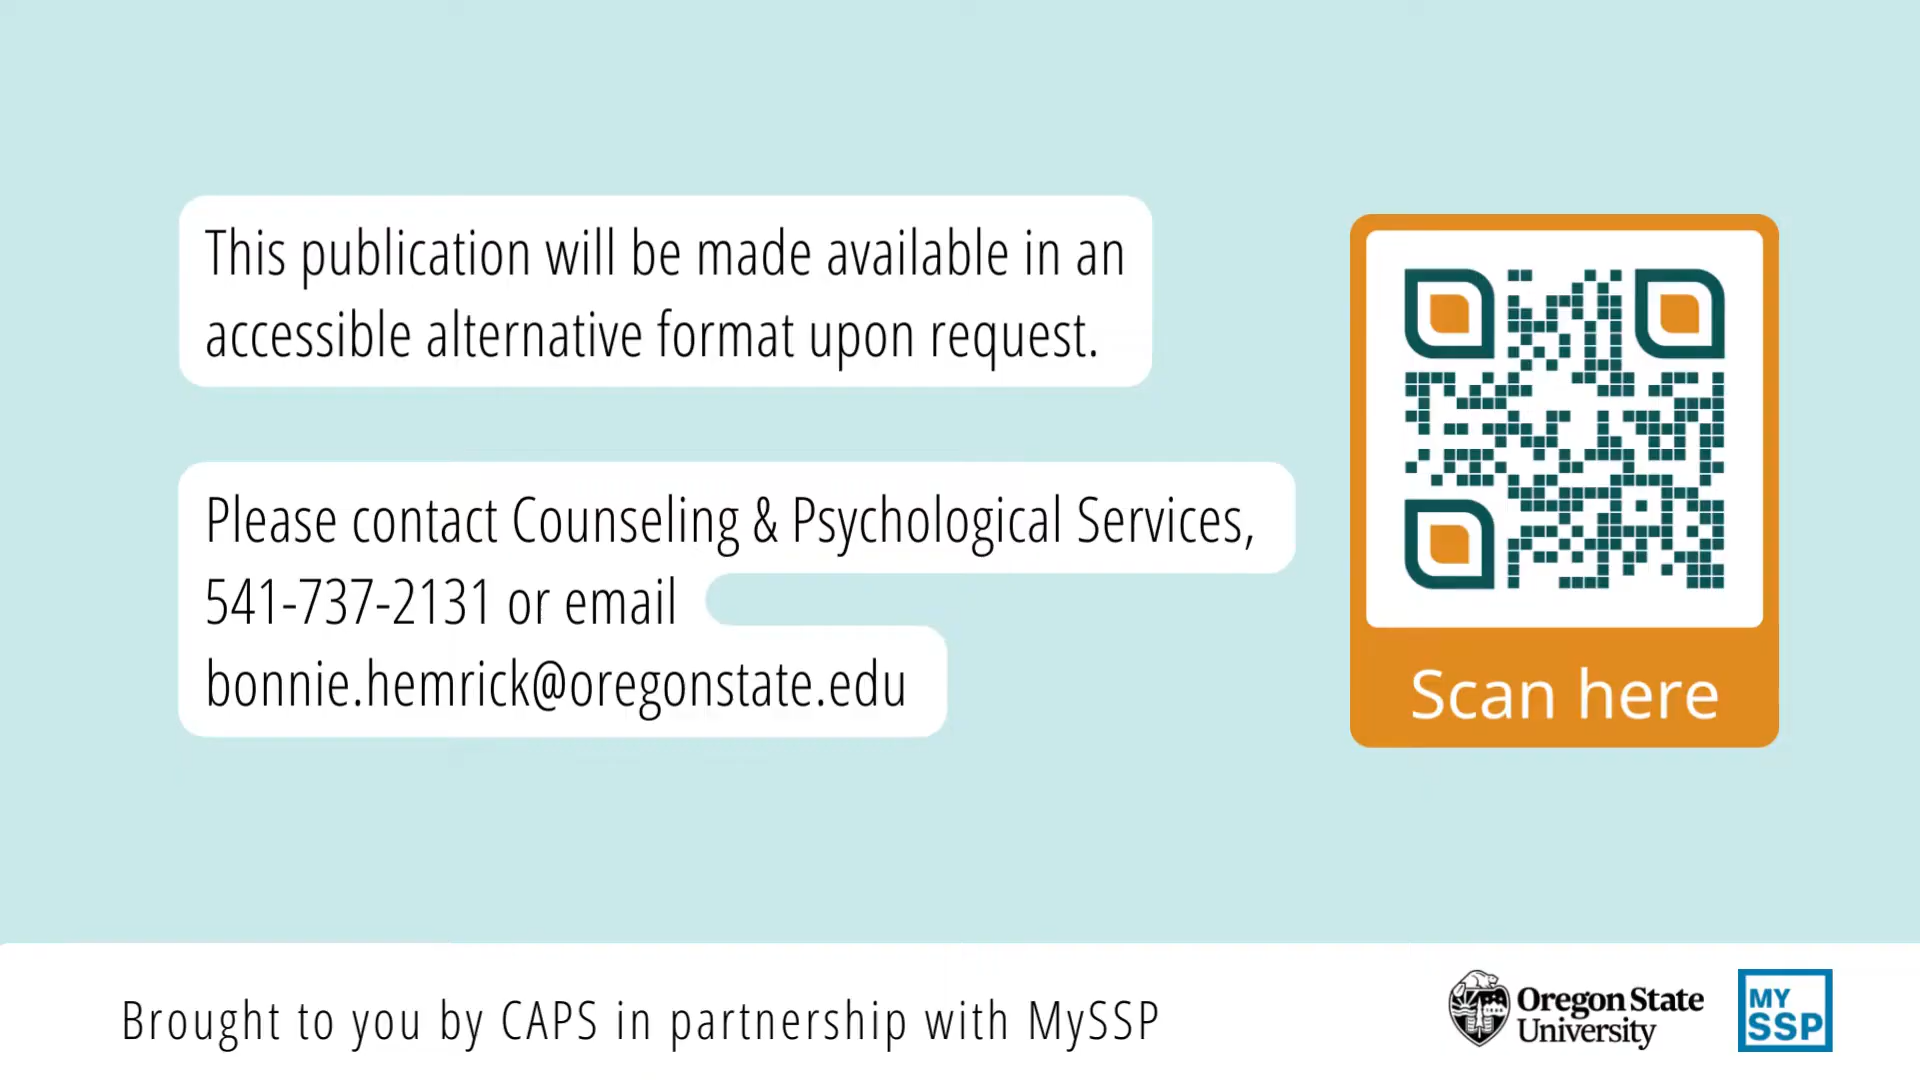 This publication will be made available in an
accessible alternative format upon request.
Please contact Counseling & Psychological Services,
541-737-2131 or email
bonnie.hemrick@oregonstate.edu
Scan here
Brought to you by CAPS in partnership with MySSP
Oregon State
University
MY
SSP